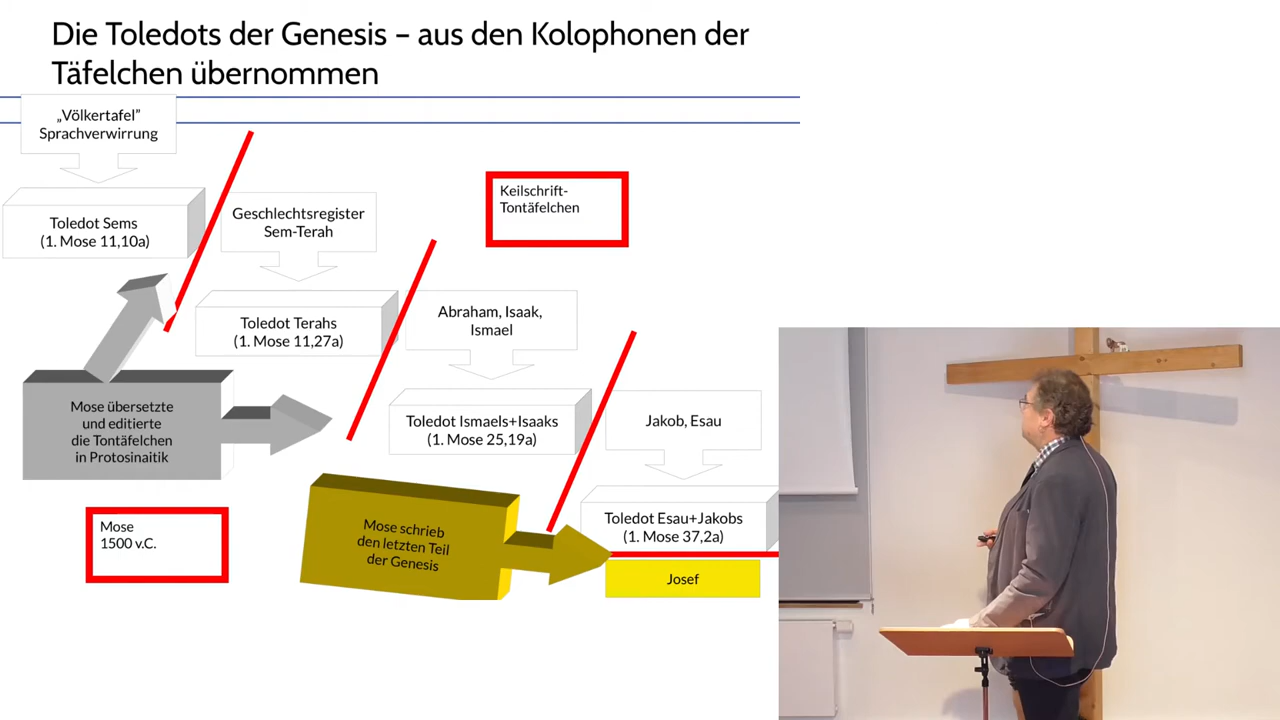 Die Toledots der Genesis – aus den Kolophonen der
Täfelchen übernommen
„Völkertafel”
Sprachverwirrung
Toledot Sems
(1. Mose 11,10a)
Geschlechtsregister
Sem-Terah
Keilschrift-
Tontäfelchen
Toledot Terahs
(1. Mose 11,27a)
Abraham, Isaak,
Ismael
Mose übersetzte
und editierte
die Tontäfelchen
in Protosinaitik
Toledot Ismaels+Isaaks
(1. Mose 25,19a)
Jakob, Esau
Mose
1500 v.C.
Mose schrieb
den letzten Teil
der Genesis
Toledot Esau+Jakobs
(1. Mose 37,2a)
Josef